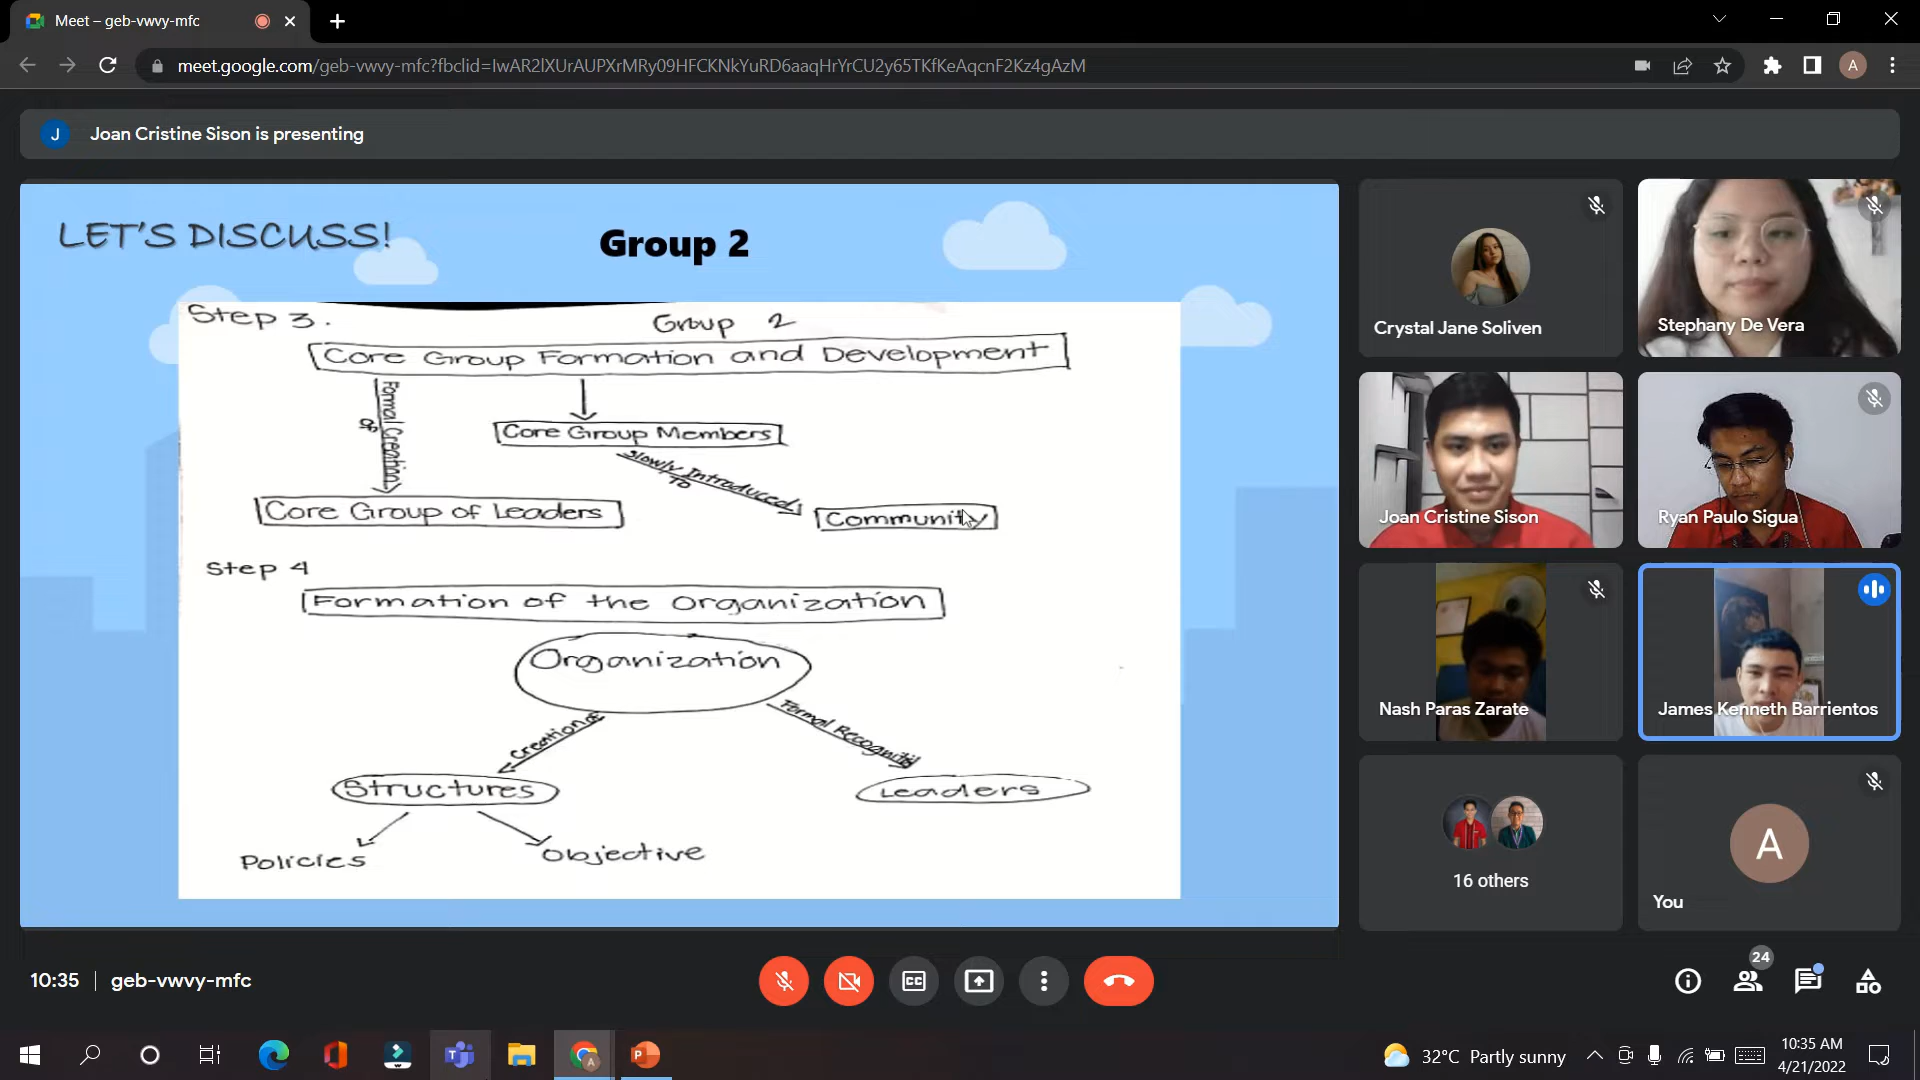 Meet – geb-vwvy-mfc
meet.google.com/geb-vwvy-mfc?fbclid=IwAR2lXUrAUPXrMRy09HFCKNkYuRD6aaqHrYrCU2y65TKfKeAqcnF2Kz4gAzM
A
J
Joan Cristine Sison is presenting
LET'S DISCUSS!
Group 2
Step 3.
Group 2
Core Group Formation and Development
Formal Creation
of
Core Group Members
Slowly Introduced
To
Core Group of Leaders
Community
Step 4
Formation of the Organization
Organization
Creation of
Formal Recognition
Structures
Leaders
Policies
Objective
Crystal Jane Soliven
Stephany De Vera
Joan Cristine Sison
Ryan Paulo Sigua
Nash Paras Zarate
James Kenneth Barrientos
16 others
A
You
10:35
geb-vwvy-mfc
24
32°C Partly sunny
10:35 AM
4/21/2022